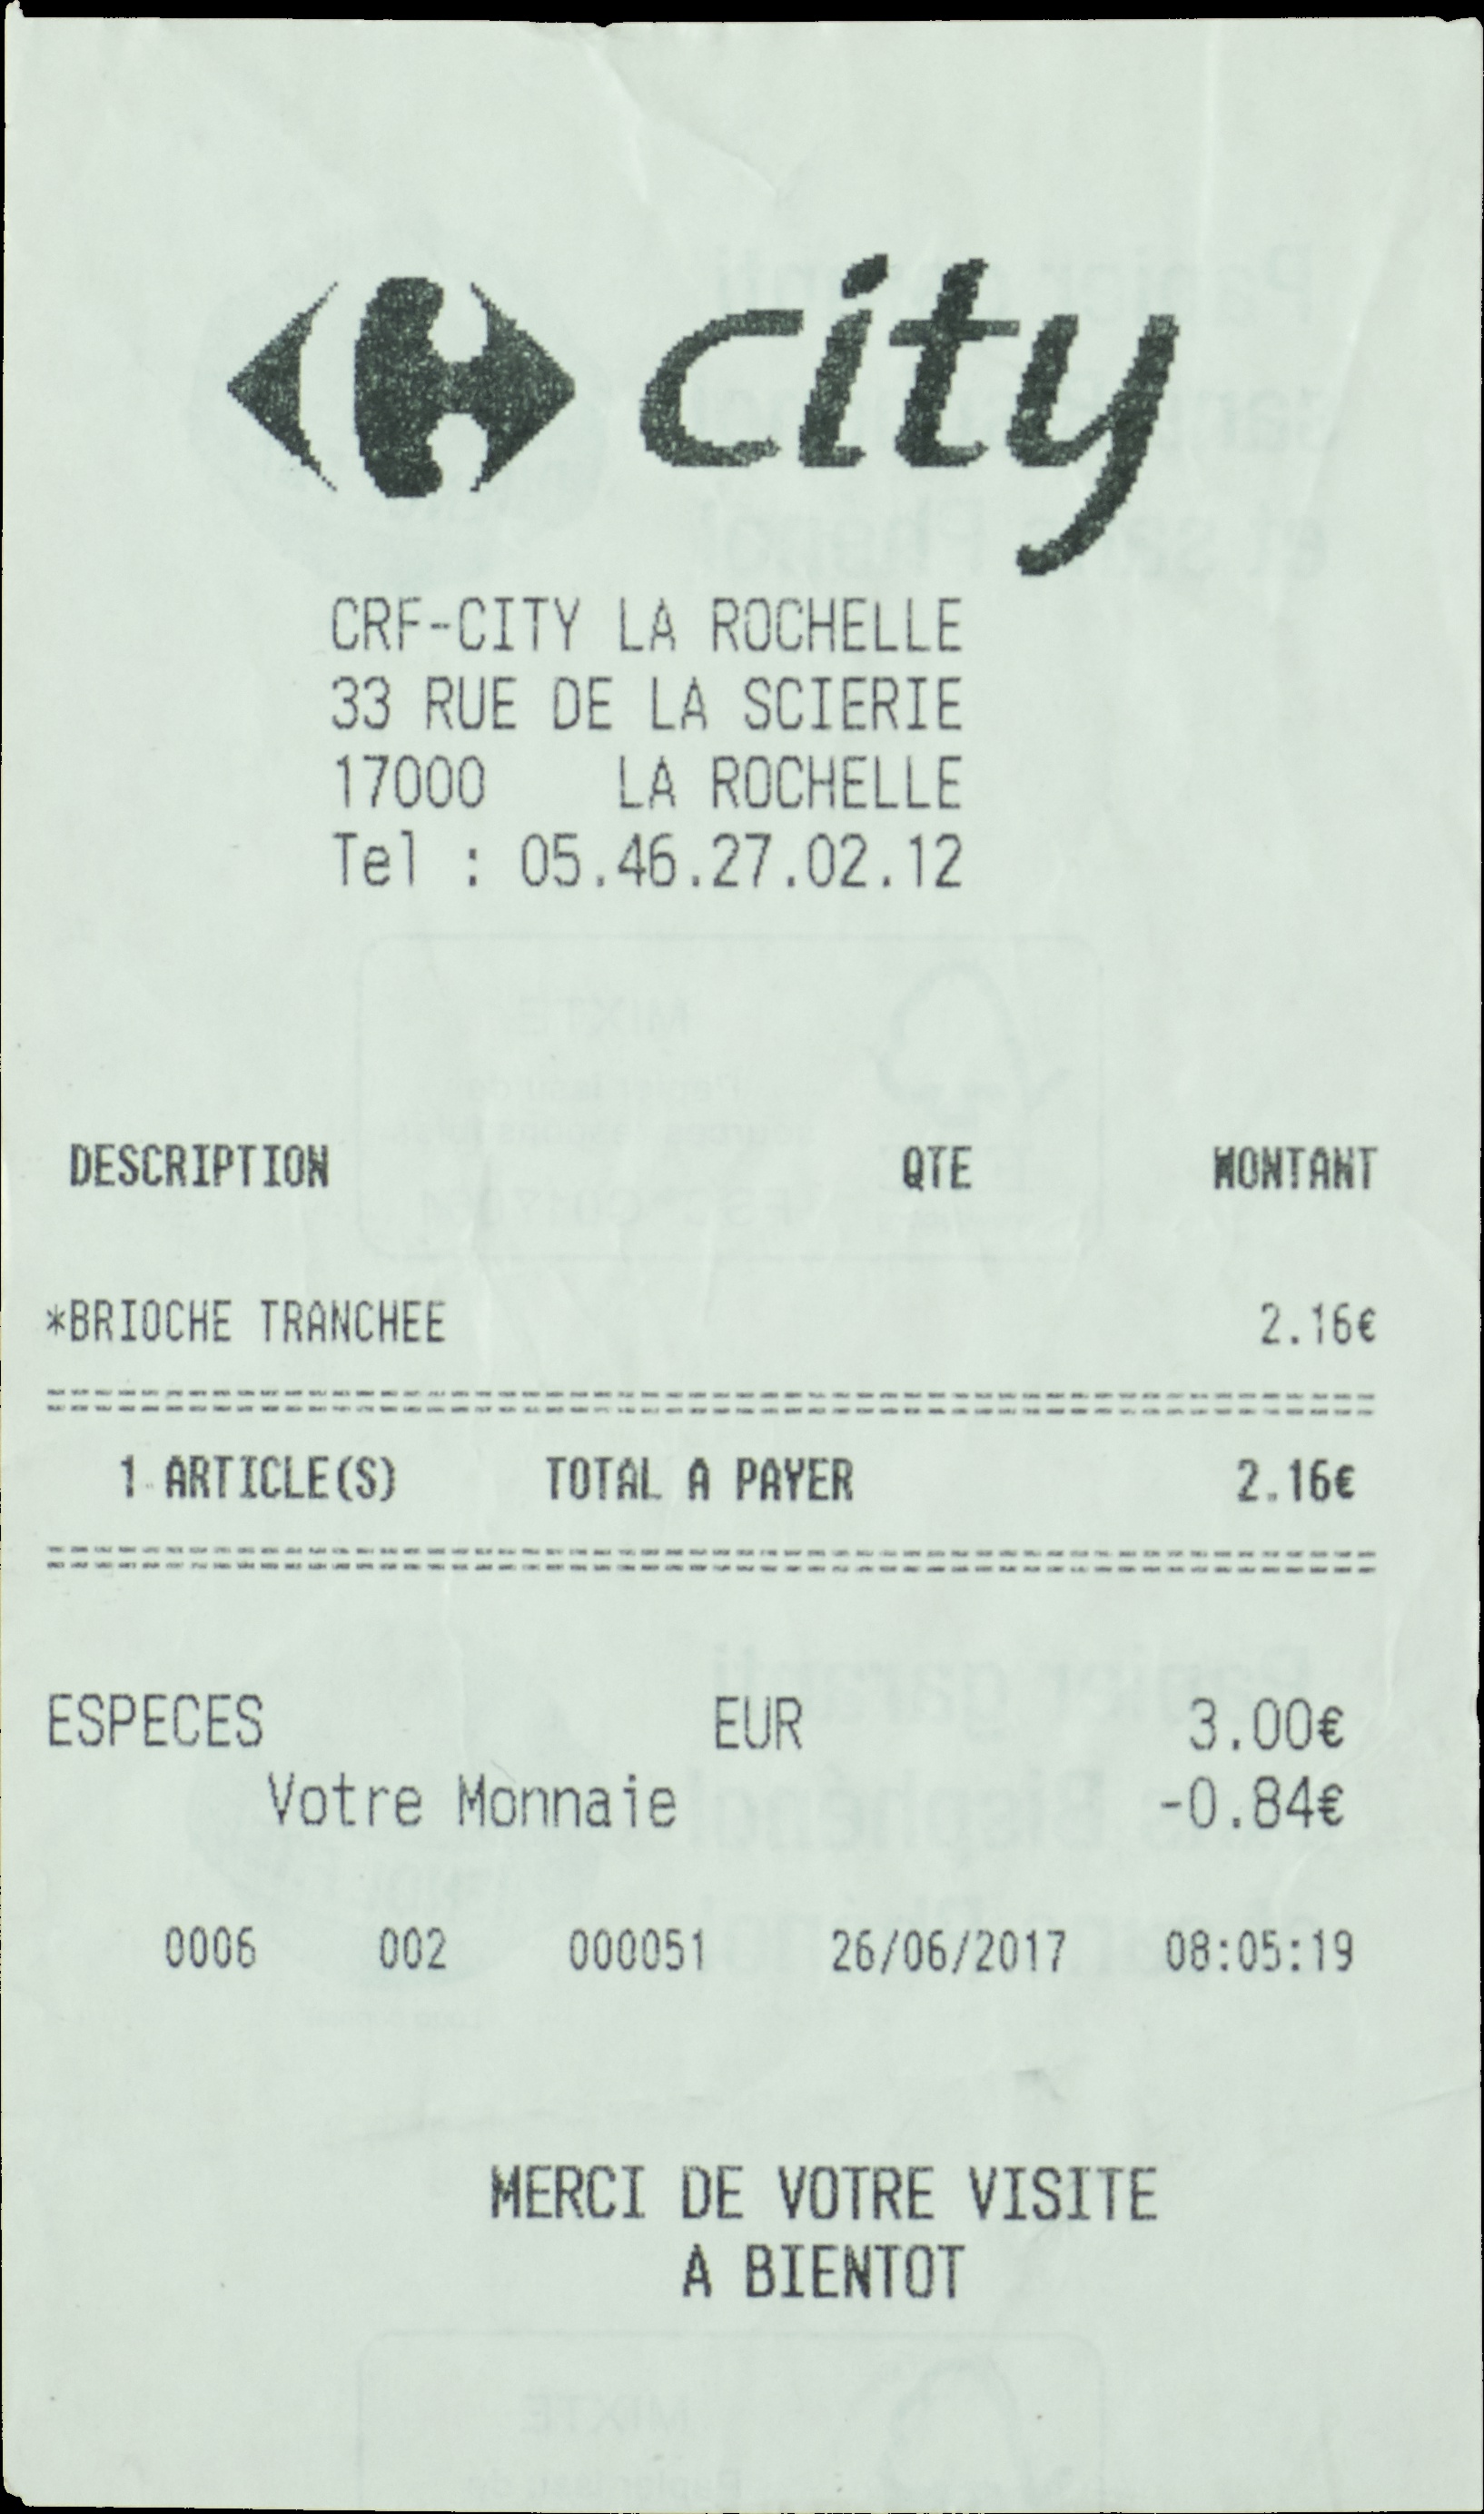 city
CRF-CITY LA ROCHELLE
33 RUE DE LA SCIERIE
17000 LA ROCHELLE
Tel : 05.46.27.02.12
DESCRIPTION QTE MONTANT
*BRIOCHE TRANCHEE 2.16€
1 ARTICLE(S) TOTAL A PAYER 2.16€
ESPECES EUR 3.00€
Votre Monnaie -0.84€
0006 002 000051 26/06/2017 08:05:19
MERCI DE VOTRE VISITE
A BIENTOT